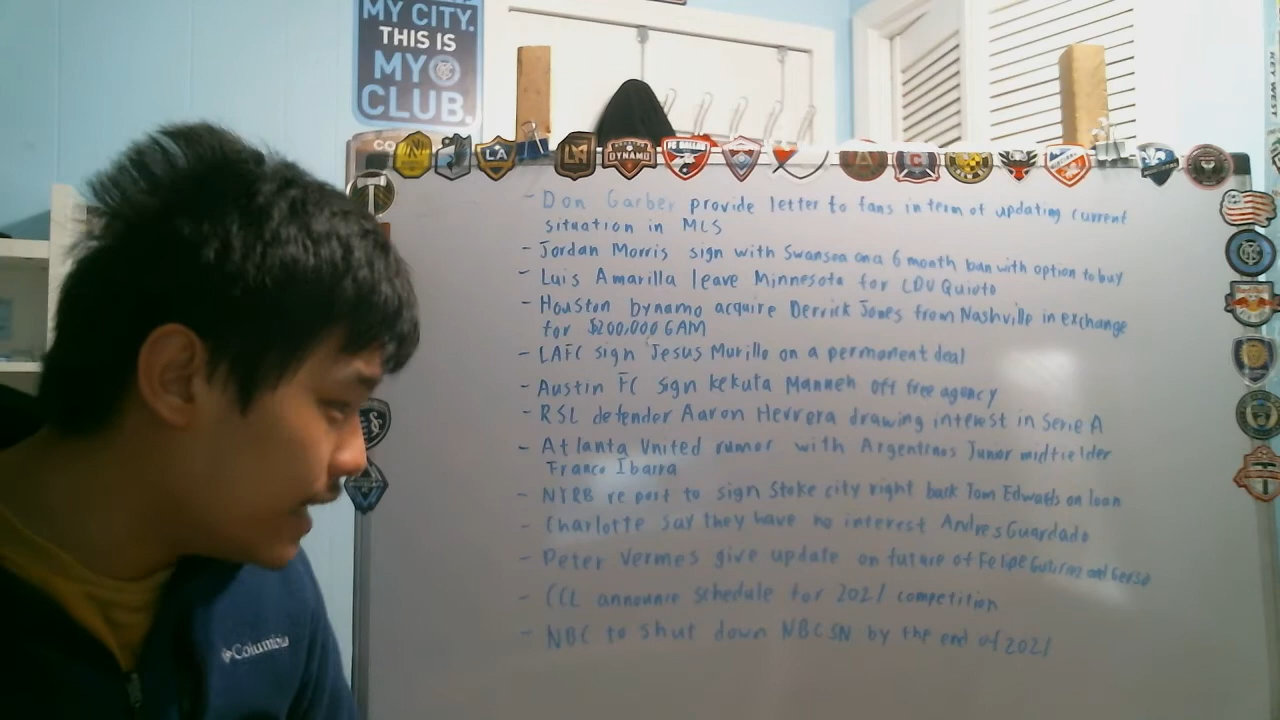 MY CITY.
THIS IS
MY
CLUB.
CO
LA
DYNAMO
- Don Garber provide letter to fans in term of updating current
situation in MLS
- Jordan Morris sign with Swansea on a 6 month loan with option to buy
- Luis Amarilla leave Minnesota for LDU Quioto
- Houston Dynamo acquire Derrick Jones from Nashville in exchange
for $200,000 GAM
- LAFC sign Jesus Murillo on a permanent deal
- Austin FC sign kekuta Manneh off free agency
- RSL defender Aaron Herrera drawing interest in Serie A
- Atlanta United rumor with Argentinos Junior midfielder
Franco Ibarra
- NYRB report to sign Stoke city right back Tom Edwards on loan
- Charlotte say they have no interest Andres Guardado
- Peter Vermes give update on future of Felipe Gutirrez and Gerso
- CCL announce schedule for 2021 competition
- NBC to shut down NBCSN by the end of 2021
Columbia
KEY WEST